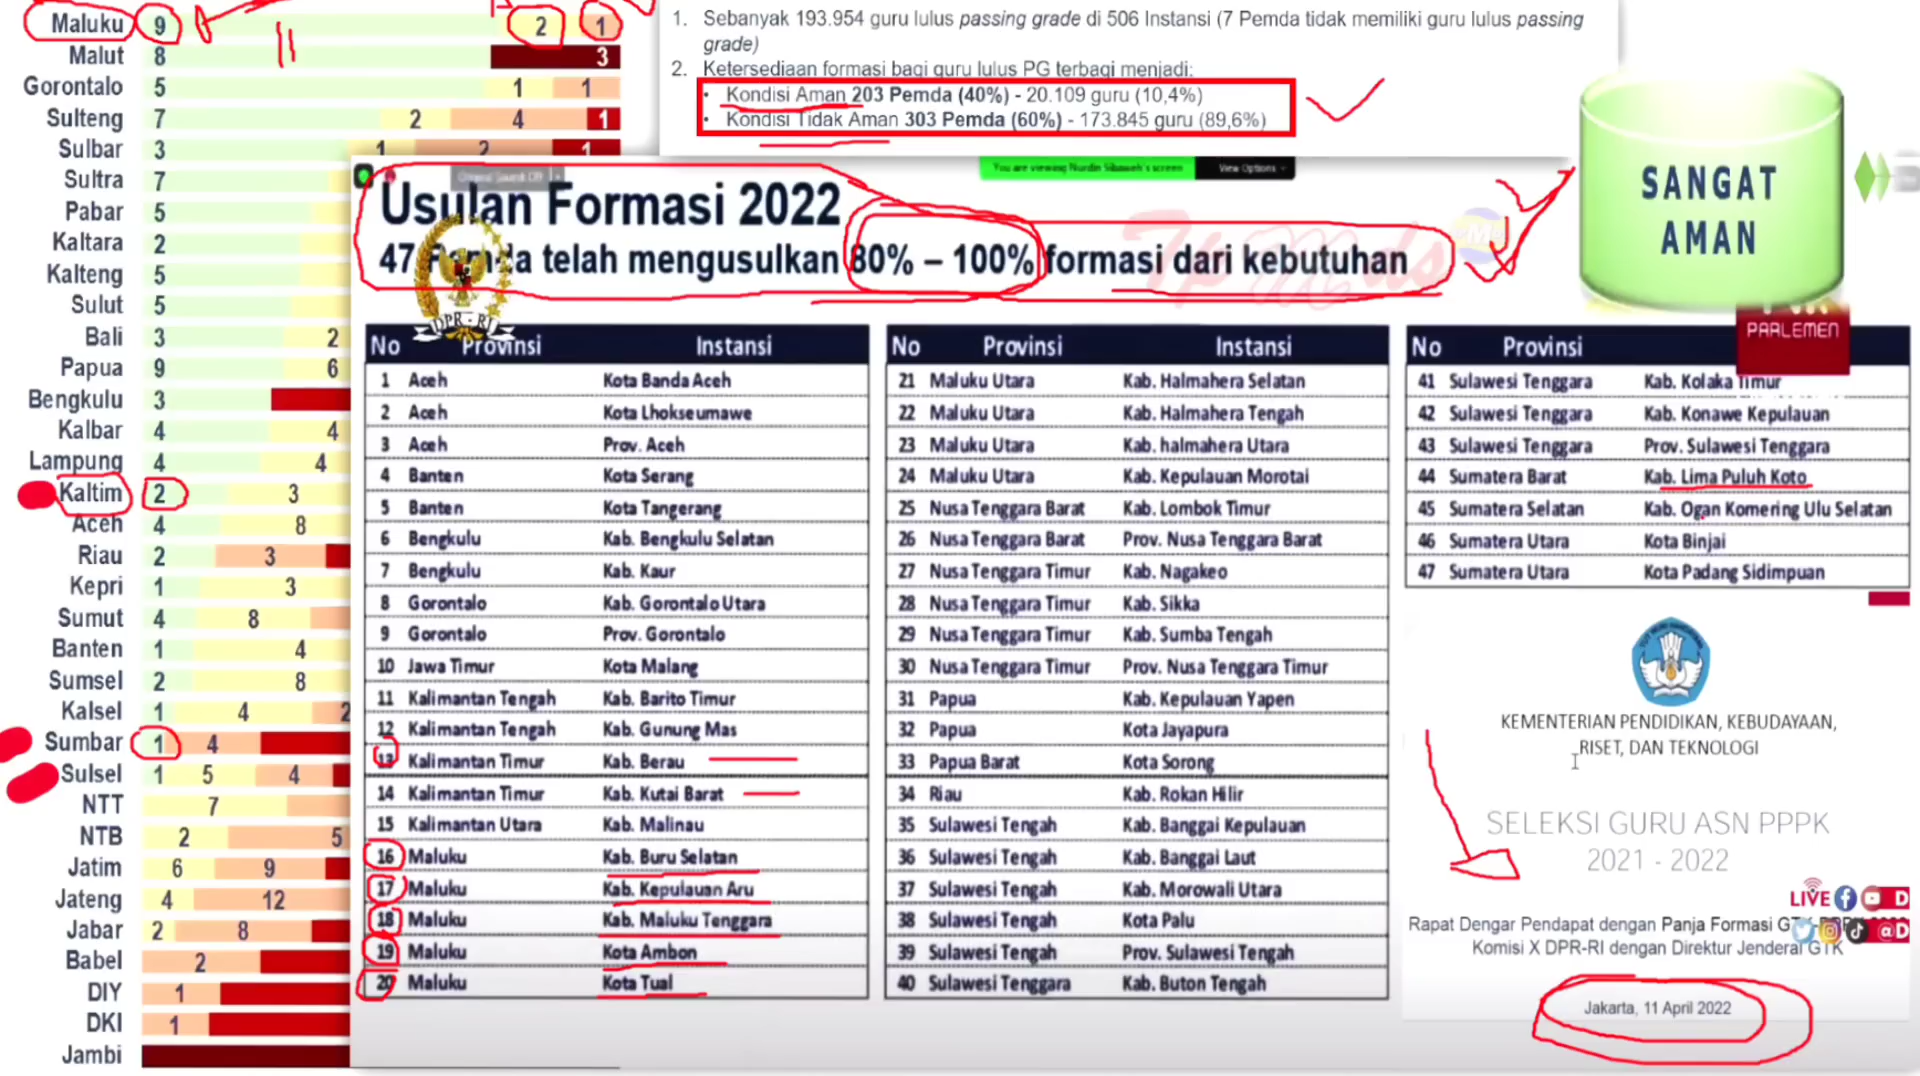 Maluku 9 2 1
Malut 8 3
Gorontalo 5 1 1
Sulteng 7 2 4 1
Sulbar 3 1 2 1
Sultra 7
Pabar 5
Kaltara 2
Kalteng 5
Sulut 5
Bali 3 2
Papua 9 6
Bengkulu 3
Kalbar 4 4
Lampung 4 4
Kaltim 2 3
Aceh 4 8
Riau 2 3
Kepri 1 3
Sumut 4 8
Banten 1 4
Sumsel 2 8
Kalsel 1 4 2
Sumbar 1 4
Sulsel 1 5 4
NTT 7
NTB 2 5
Jatim 6 9
Jateng 4 12
Jabar 2 8
Babel 2
DIY 1
DKI 1
Jambi
1. Sebanyak 193.954 guru lulus passing grade di 506 Instansi (7 Pemda tidak memiliki guru lulus passing
grade)
2. Ketersediaan formasi bagi guru lulus PG terbagi menjadi:
• Kondisi Aman 203 Pemda (40%) - 20.109 guru (10,4%)
• Kondisi Tidak Aman 303 Pemda (60%) - 173.845 guru (89,6%)
You are viewing Nurdin Sibaweh's screen View Options
Original Sound: Off
SANGAT
AMAN
Usulan Formasi 2022
47 Pemda telah mengusulkan 80% – 100% formasi dari kebutuhan
DPR-RI
PARLEMEN
No Provinsi Instansi
1 Aceh Kota Banda Aceh
2 Aceh Kota Lhokseumawe
3 Aceh Prov. Aceh
4 Banten Kota Serang
5 Banten Kota Tangerang
6 Bengkulu Kab. Bengkulu Selatan
7 Bengkulu Kab. Kaur
8 Gorontalo Kab. Gorontalo Utara
9 Gorontalo Prov. Gorontalo
10 Jawa Timur Kota Malang
11 Kalimantan Tengah Kab. Barito Timur
12 Kalimantan Tengah Kab. Gunung Mas
13 Kalimantan Timur Kab. Berau
14 Kalimantan Timur Kab. Kutai Barat
15 Kalimantan Utara Kab. Malinau
16 Maluku Kab. Buru Selatan
17 Maluku Kab. Kepulauan Aru
18 Maluku Kab. Maluku Tenggara
19 Maluku Kota Ambon
20 Maluku Kota Tual
No Provinsi Instansi
21 Maluku Utara Kab. Halmahera Selatan
22 Maluku Utara Kab. Halmahera Tengah
23 Maluku Utara Kab. halmahera Utara
24 Maluku Utara Kab. Kepulauan Morotai
25 Nusa Tenggara Barat Kab. Lombok Timur
26 Nusa Tenggara Barat Prov. Nusa Tenggara Barat
27 Nusa Tenggara Timur Kab. Nagakeo
28 Nusa Tenggara Timur Kab. Sikka
29 Nusa Tenggara Timur Kab. Sumba Tengah
30 Nusa Tenggara Timur Prov. Nusa Tenggara Timur
31 Papua Kab. Kepulauan Yapen
32 Papua Kota Jayapura
33 Papua Barat Kota Sorong
34 Riau Kab. Rokan Hilir
35 Sulawesi Tengah Kab. Banggai Kepulauan
36 Sulawesi Tengah Kab. Banggai Laut
37 Sulawesi Tengah Kab. Morowali Utara
38 Sulawesi Tengah Kota Palu
39 Sulawesi Tengah Prov. Sulawesi Tengah
40 Sulawesi Tenggara Kab. Buton Tengah
No Provinsi
41 Sulawesi Tenggara Kab. Kolaka Timur
42 Sulawesi Tenggara Kab. Konawe Kepulauan
43 Sulawesi Tenggara Prov. Sulawesi Tenggara
44 Sumatera Barat Kab. Lima Puluh Koto
45 Sumatera Selatan Kab. Ogan Komering Ulu Selatan
46 Sumatera Utara Kota Binjai
47 Sumatera Utara Kota Padang Sidimpuan
KEMENTERIAN PENDIDIKAN, KEBUDAYAAN,
RISET, DAN TEKNOLOGI
SELEKSI GURU ASN PPPK
2021 - 2022
LIVE D
Rapat Dengar Pendapat dengan Panja Formasi GTK-PPPK
@D
Komisi X DPR-RI dengan Direktur Jenderal GTK
Jakarta, 11 April 2022